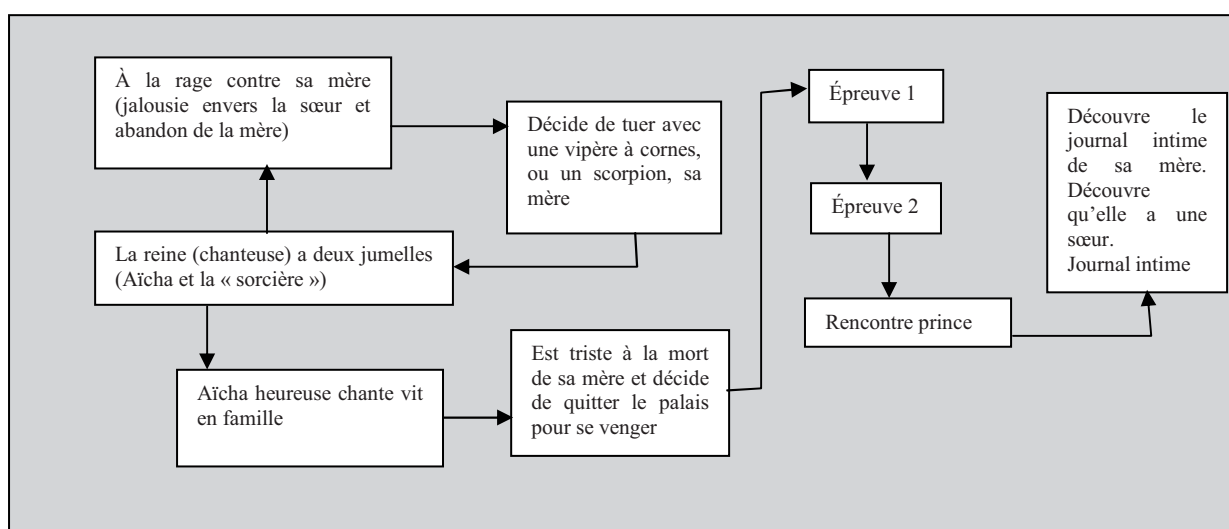 À la rage contre sa mère
(jalousie envers la sœur et
abandon de la mère)
Décide de tuer avec
une vipère à cornes,
ou un scorpion, sa
mère
La reine (chanteuse) a deux jumelles
(Aïcha et la « sorcière »)
Aïcha heureuse chante vit
en famille
Est triste à la mort
de sa mère et décide
de quitter le palais
pour se venger
Épreuve 1
Épreuve 2
Rencontre prince
Découvre le
journal intime
de sa mère.
Découvre
qu’elle a une
sœur.
Journal intime